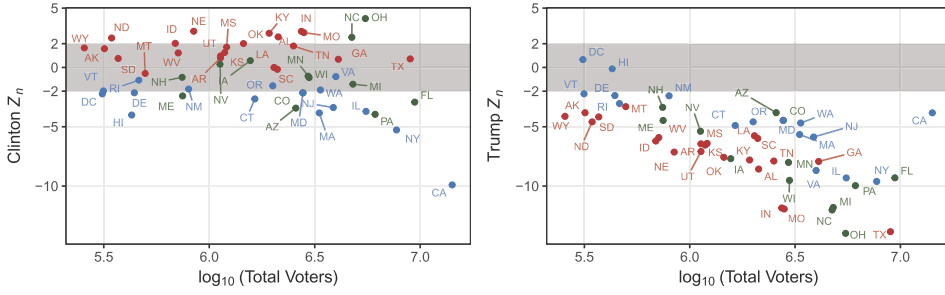 5
2
0
−2
−5
−10
Clinton Zn
5.5
6.0
6.5
7.0
log10 (Total Voters)
WY
ND
AK
MT
SD
ID
NE
UT
MS
WV
AR
KS
OK
KY
AL
IN
MO
TN
NC
OH
LA
SC
GA
TX
VT
RI
DC
DE
HI
NH
ME
NM
NV
IA
OR
CT
AZ
CO
MN
WI
VA
WA
MD
NJ
MA
MI
IL
PA
FL
NY
CA
5
2
0
−2
−5
−10
Trump Zn
5.5
6.0
6.5
7.0
log10 (Total Voters)
DC
HI
VT
DE
RI
AK
WY
ND
SD
MT
NH
ME
NM
ID
WV
NE
AR
UT
MS
KS
OK
NV
IA
CT
OR
AZ
CO
WA
LA
SC
KY
AL
TN
MD
MA
NJ
MN
WI
VA
GA
IL
NY
FL
PA
CA
IN
MO
NC
MI
OH
TX